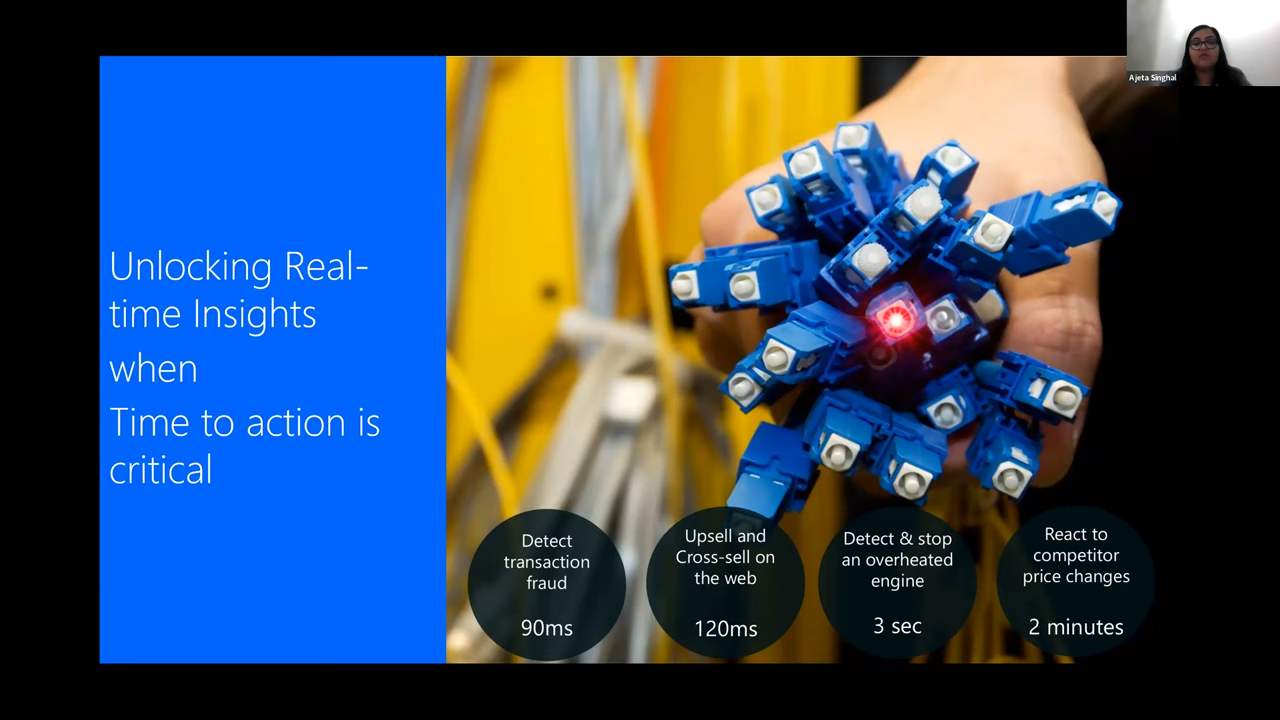 Ajeta Singhal
Unlocking Real-
time Insights
when
Time to action is
critical
Detect
transaction
fraud
90ms
Upsell and
Cross-sell on
the web
120ms
Detect & stop
an overheated
engine
3 sec
React to
competitor
price changes
2 minutes